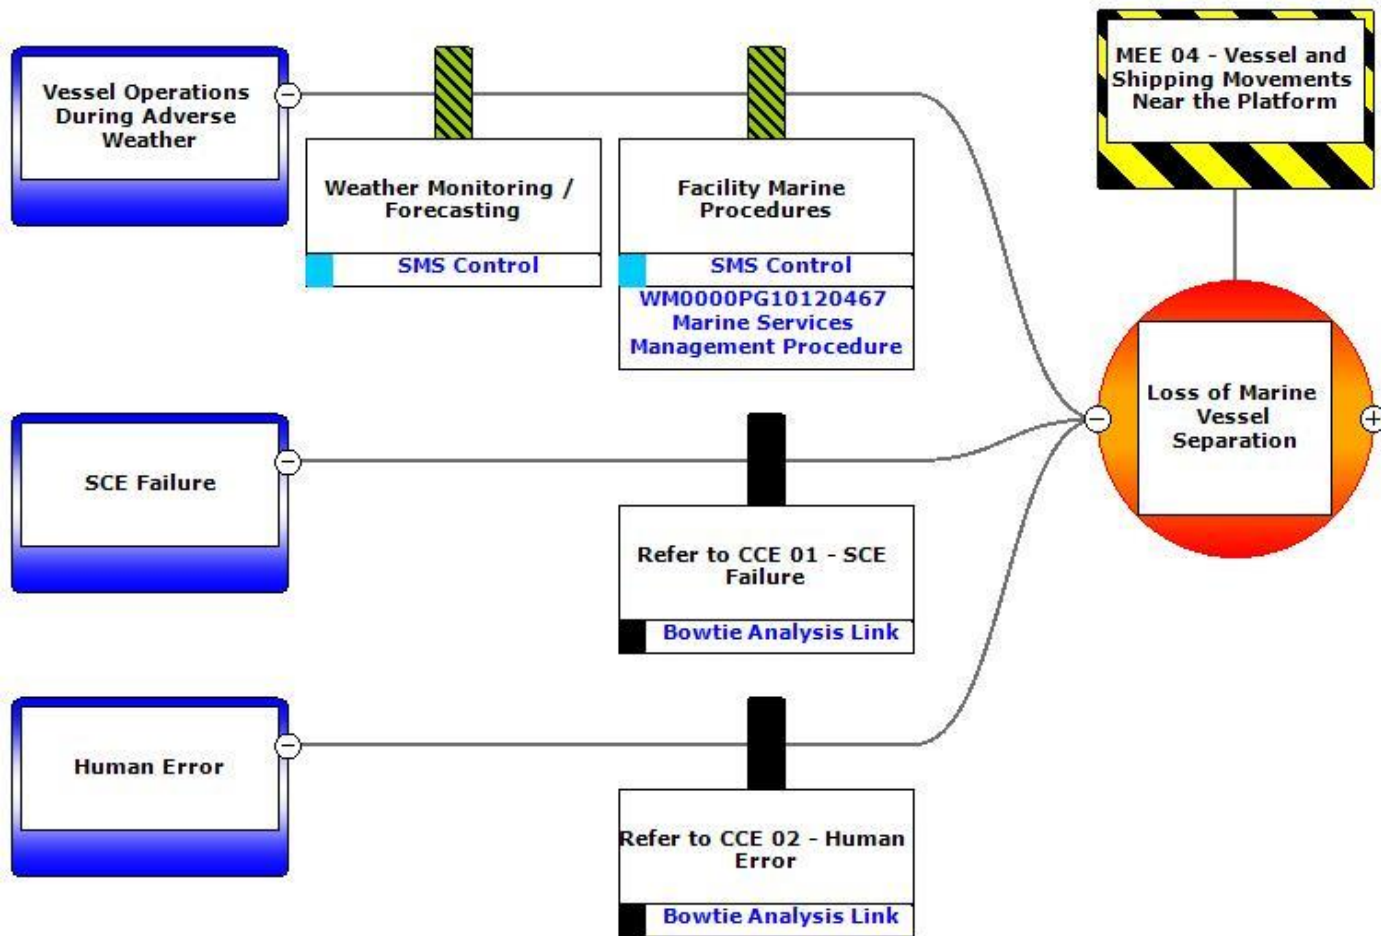 Vessel Operations
During Adverse
Weather
Weather Monitoring /
Forecasting
SMS Control
Facility Marine
Procedures
SMS Control
WM0000PG10120467
Marine Services
Management Procedure
MEE 04 - Vessel and
Shipping Movements
Near the Platform
Loss of Marine
Vessel
Separation
SCE Failure
Refer to CCE 01 - SCE
Failure
Bowtie Analysis Link
Human Error
Refer to CCE 02 - Human
Error
Bowtie Analysis Link